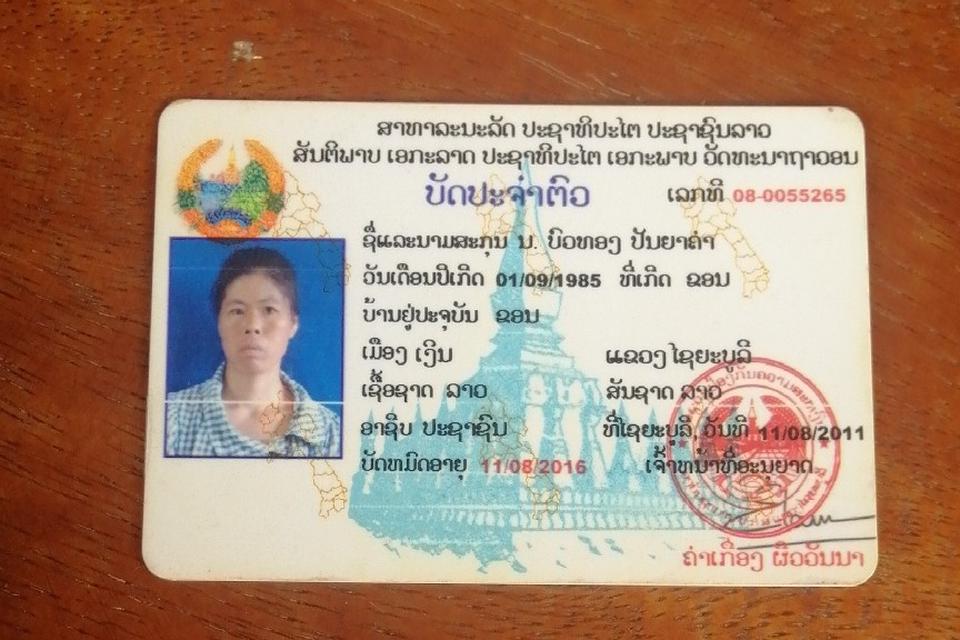 ສາທາລະນະລັດ ປະຊາທິປະໄຕ ປະຊາຊົນລາວ
ສັນຕິພາບ ເອກະລາດ ປະຊາທິປະໄຕ ເອກະພາບ ວັດທະນາຖາວອນ
ບັດປະຈຳຕົວ ເລກທີ 08-0055265
ຊື່ແລະນາມສະກຸນ ນ. ບົວທອງ ປັນຍາຄຳ
ວັນເດືອນປີເກີດ 01/09/1985 ທີ່ເກີດ ຂອນ
ບ້ານຢູ່ປະຈຸບັນ ຂອນ
ເມືອງ ເງິນ ແຂວງ ໄຊຍະບູລີ
ເຊື້ອຊາດ ລາວ ສັນຊາດ ລາວ
ອາຊີບ ປະຊາຊົນ ທີ່ໄຊຍະບູລີ, ວັນທີ 11/08/2011
ບັດຫມົດອາຍຸ 11/08/2016 ເຈົ້າຫນ້າທີ່ອະນຸຍາດ
ຄຳເກື່ອງ ຜິວວັນນາ